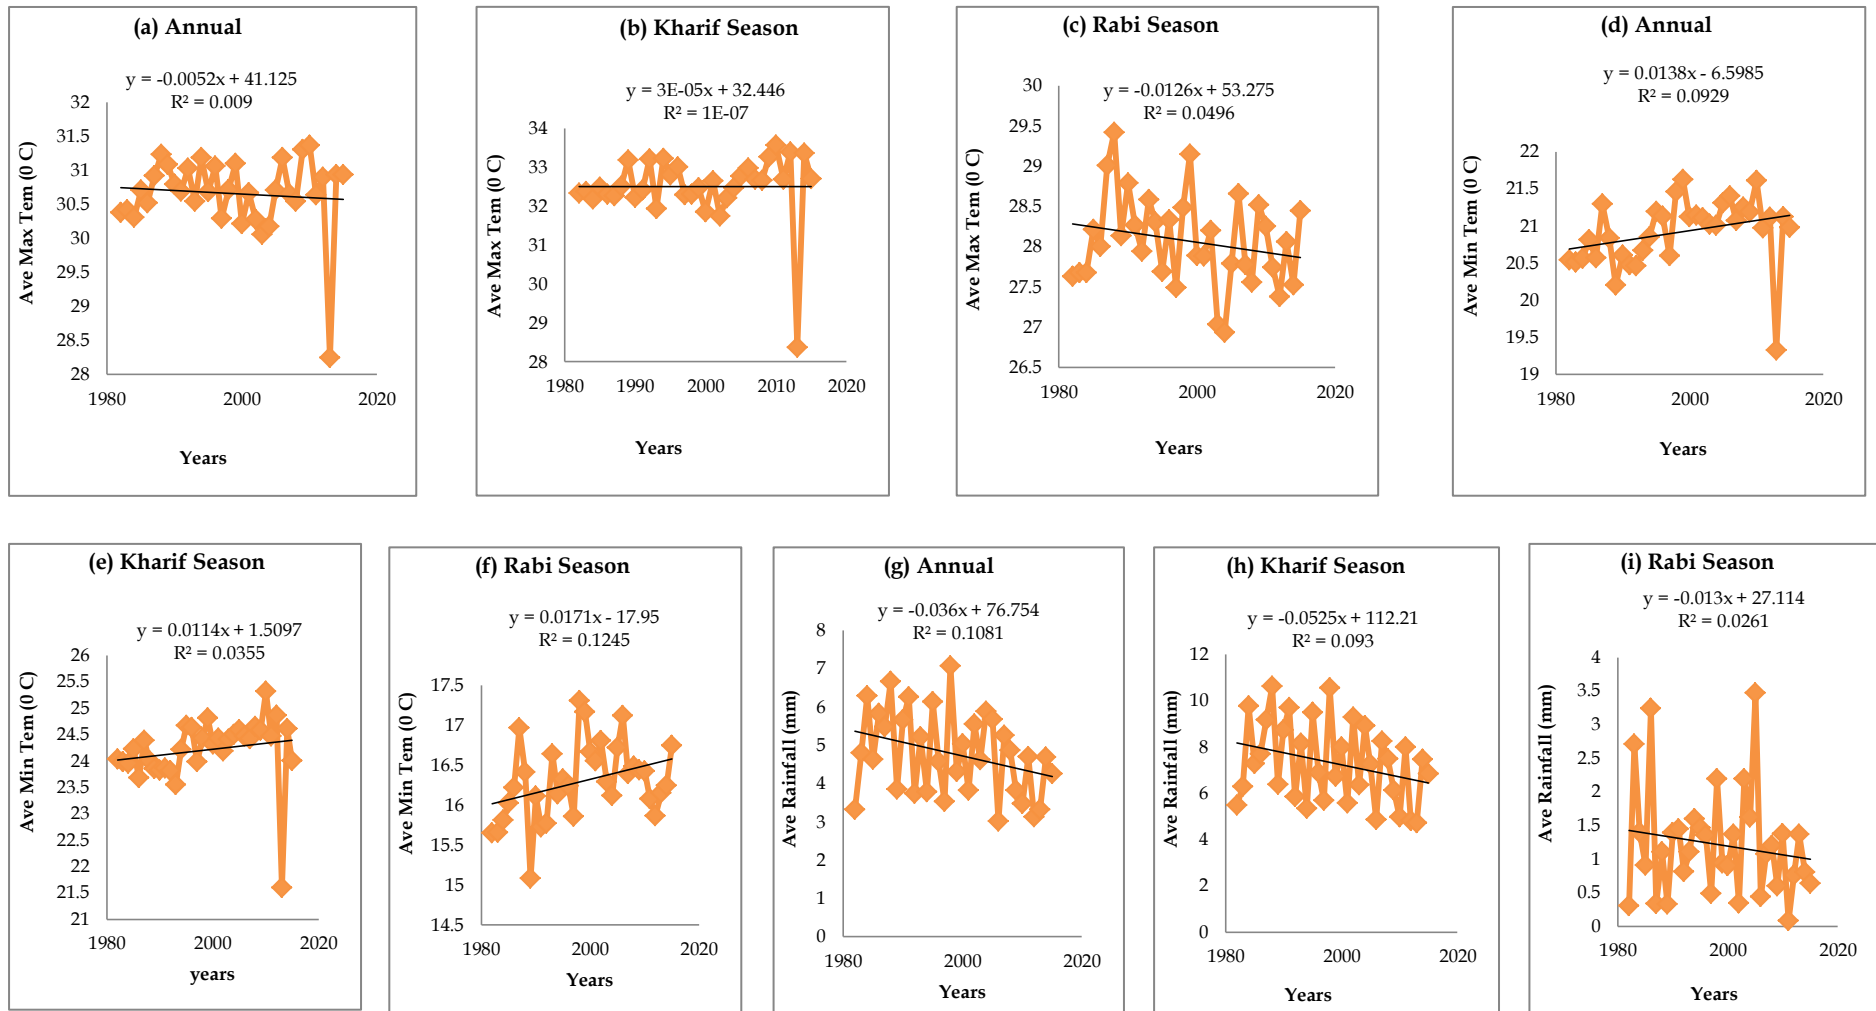 (a) Annual
y = -0.0052x + 41.125
R² = 0.009
Ave Max Tem (0 C)
32
31.5
31
30.5
30
29.5
29
28.5
28
1980
2000
2020
Years
(b) Kharif Season
y = 3E-05x + 32.446
R² = 1E-07
Ave Max Tem (0 C)
34
33
32
31
30
29
28
1980
1990
2000
2010
2020
Years
(c) Rabi Season
y = -0.0126x + 53.275
R² = 0.0496
Ave Max Tem (0 C)
30
29.5
29
28.5
28
27.5
27
26.5
1980
2000
2020
Years
(d) Annual
y = 0.0138x - 6.5985
R² = 0.0929
Ave Min Tem (0 C)
22
21.5
21
20.5
20
19.5
19
1980
2000
2020
Years
(e) Kharif Season
y = 0.0114x + 1.5097
R² = 0.0355
Ave Min Tem (0 C)
26
25.5
25
24.5
24
23.5
23
22.5
22
21.5
21
1980
2000
2020
years
(f) Rabi Season
y = 0.0171x - 17.95
R² = 0.1245
Ave Min Tem (0 C)
17.5
17
16.5
16
15.5
15
14.5
1980
2000
2020
Years
(g) Annual
y = -0.036x + 76.754
R² = 0.1081
Ave Rainfall (mm)
8
7
6
5
4
3
2
1
0
1980
2000
2020
Years
(h) Kharif Season
y = -0.0525x + 112.21
R² = 0.093
Ave Rainfall (mm)
12
10
8
6
4
2
0
1980
2000
2020
Years
(i) Rabi Season
y = -0.013x + 27.114
R² = 0.0261
Ave Rainfall (mm)
4
3.5
3
2.5
2
1.5
1
0.5
0
1980
2000
2020
Years